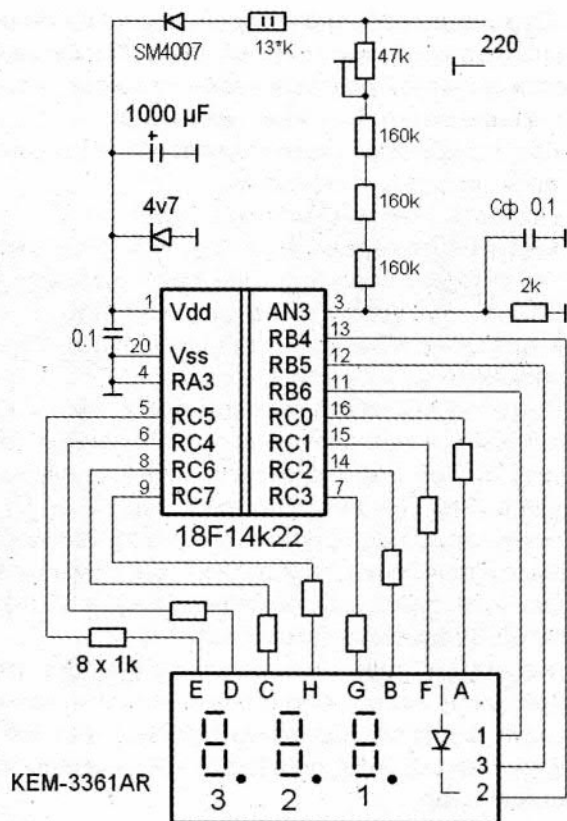 SM4007
13*k
47k
220
1000 µF
+
160k
160k
160k
4v7
Cф 0.1
2k
0.1
1 Vdd AN3 3
20 Vss RB4 13
4 RA3 RB5 12
RB6 11
5 RC5 RC0 16
6 RC4 RC1 15
8 RC6 RC2 14
9 RC7 RC3 7
18F14k22
8 x 1k
E D C H G B F A
1
3
2
3 2 1
KEM-3361AR